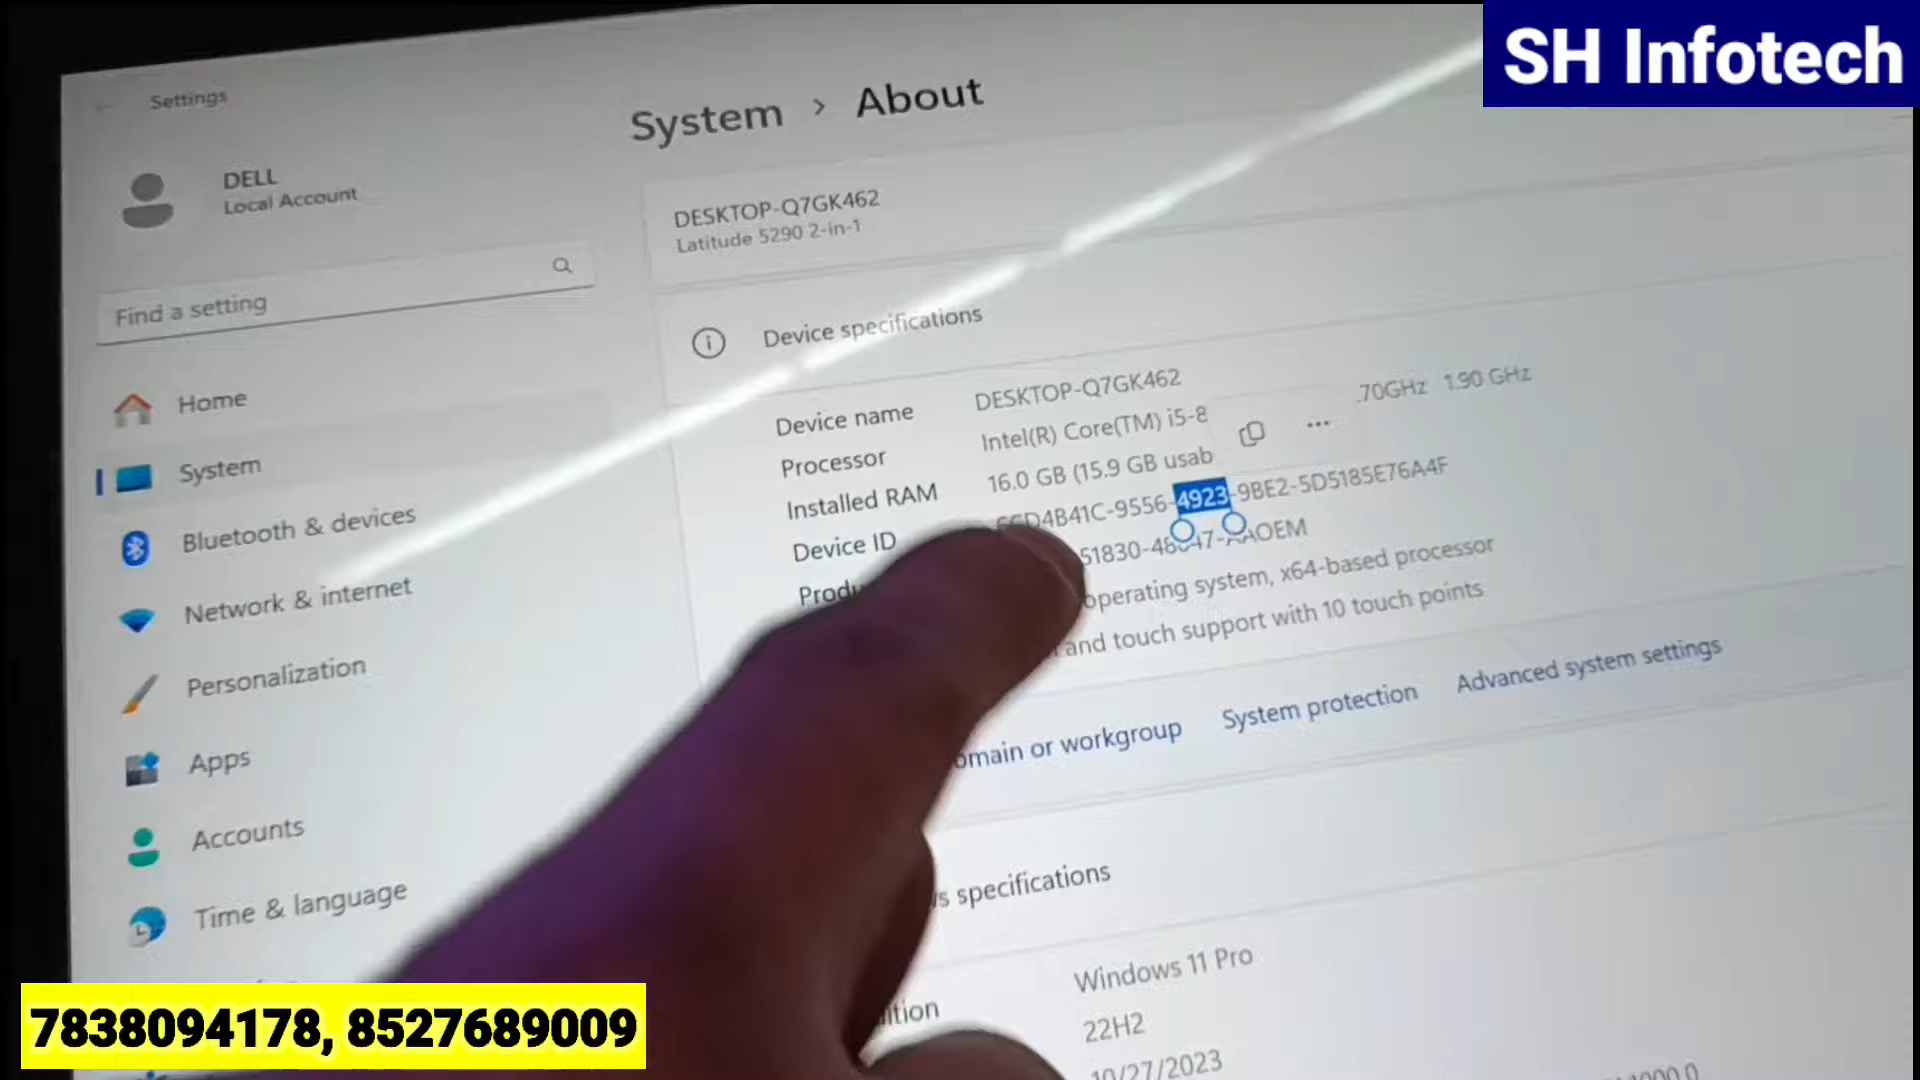 SH Infotech
Settings
System > About
DELL
Local Account
DESKTOP-Q7GK462
Latitude 5290 2-in-1
Find a setting
Device specifications
Home
System
Bluetooth & devices
Network & internet
Personalization
Apps
Accounts
Time & language
Device name DESKTOP-Q7GK462
Processor Intel(R) Core(TM) i5-8 .70GHz 1.90 GHz
Installed RAM 16.0 GB (15.9 GB usab
Device ID D4B41C-9556-4923-9BE2-5D5185E76A4F
operating system, x64-based processor
and touch support with 10 touch points
or workgroup System protection Advanced system settings
specifications
Windows 11 Pro
22H2
10/27/2023
7838094178, 8527689009